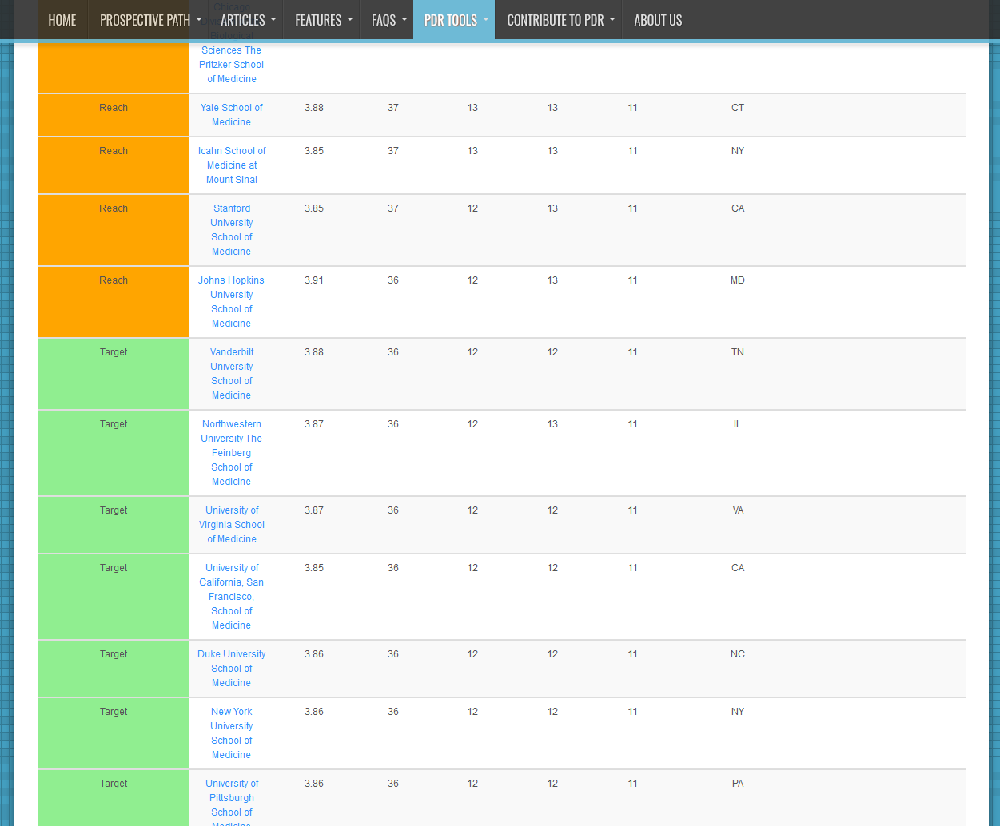 HOME PROSPECTIVE PATH ARTICLES FEATURES FAQS PDR TOOLS CONTRIBUTE TO PDR ABOUT US
Chicago
Biological
Sciences The
Pritzker School
of Medicine
Reach Yale School of 3.88 37 13 13 11 CT
Medicine
Reach Icahn School of 3.85 37 13 13 11 NY
Medicine at
Mount Sinai
Reach Stanford 3.85 37 12 13 11 CA
University
School of
Medicine
Reach Johns Hopkins 3.91 36 12 13 11 MD
University
School of
Medicine
Target Vanderbilt 3.88 36 12 12 11 TN
University
School of
Medicine
Target Northwestern 3.87 36 12 13 11 IL
University The
Feinberg
School of
Medicine
Target University of 3.87 36 12 12 11 VA
Virginia School
of Medicine
Target University of 3.85 36 12 12 11 CA
California, San
Francisco,
School of
Medicine
Target Duke University 3.86 36 12 12 11 NC
School of
Medicine
Target New York 3.86 36 12 12 11 NY
University
School of
Medicine
Target University of 3.86 36 12 12 11 PA
Pittsburgh
School of
Medicine